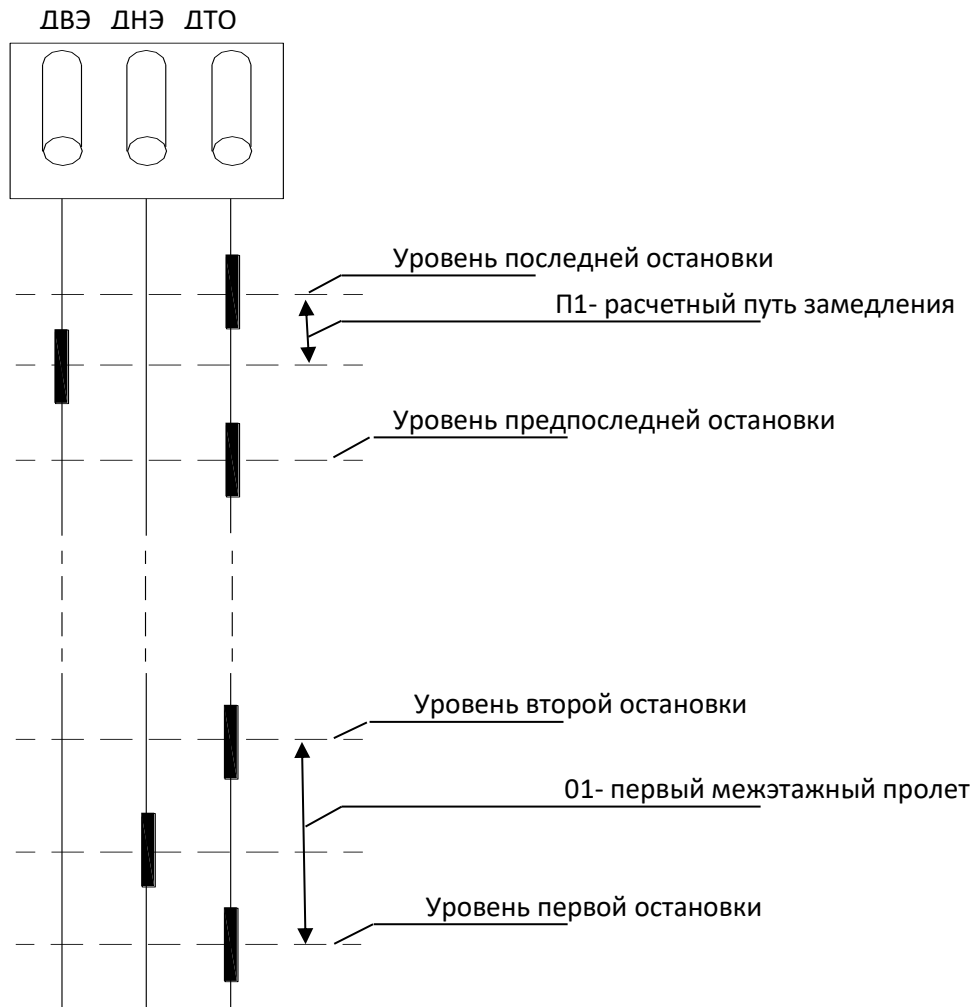 ДВЭ ДНЭ ДТО
Уровень последней остановки
П1- расчетный путь замедления
Уровень предпоследней остановки
Уровень второй остановки
01- первый межэтажный пролет
Уровень первой остановки